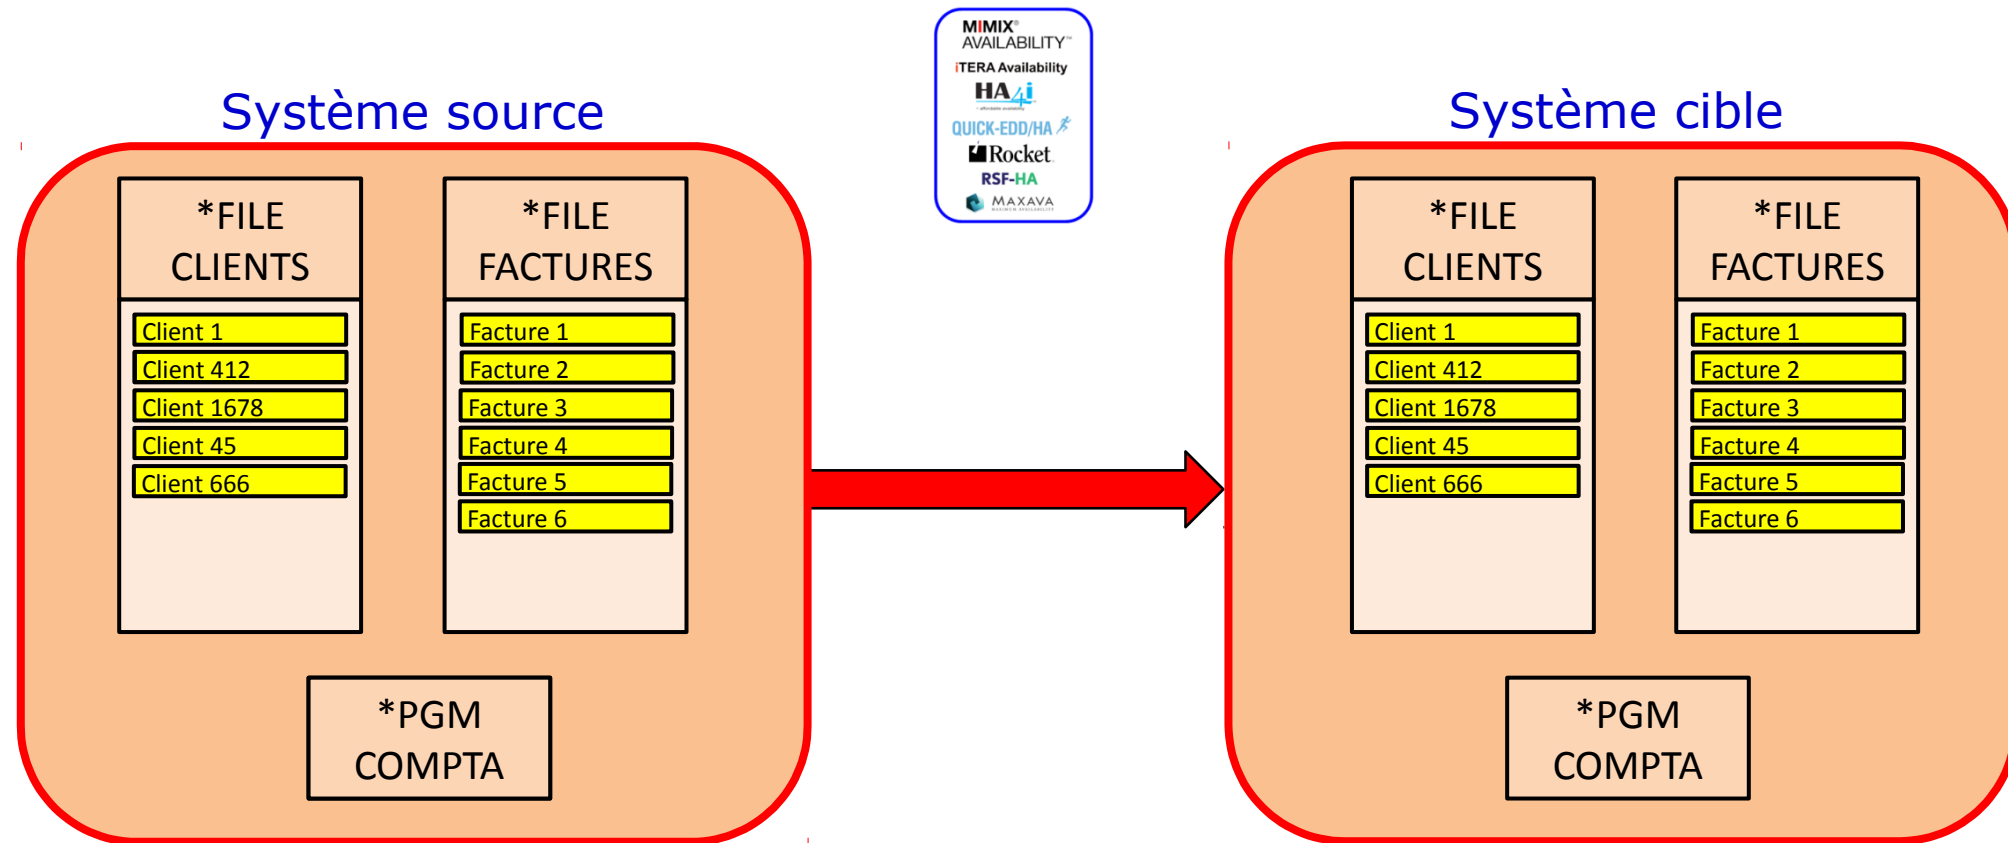 MIMIX®
AVAILABILITY™
iTERA Availability
HA4i
QUICK-EDD/HA
Rocket
RSF-HA
MAXAVA
Système source
*FILE
CLIENTS
Client 1
Client 412
Client 1678
Client 45
Client 666
*FILE
FACTURES
Facture 1
Facture 2
Facture 3
Facture 4
Facture 5
Facture 6
*PGM
COMPTA
Système cible
*FILE
CLIENTS
Client 1
Client 412
Client 1678
Client 45
Client 666
*FILE
FACTURES
Facture 1
Facture 2
Facture 3
Facture 4
Facture 5
Facture 6
*PGM
COMPTA